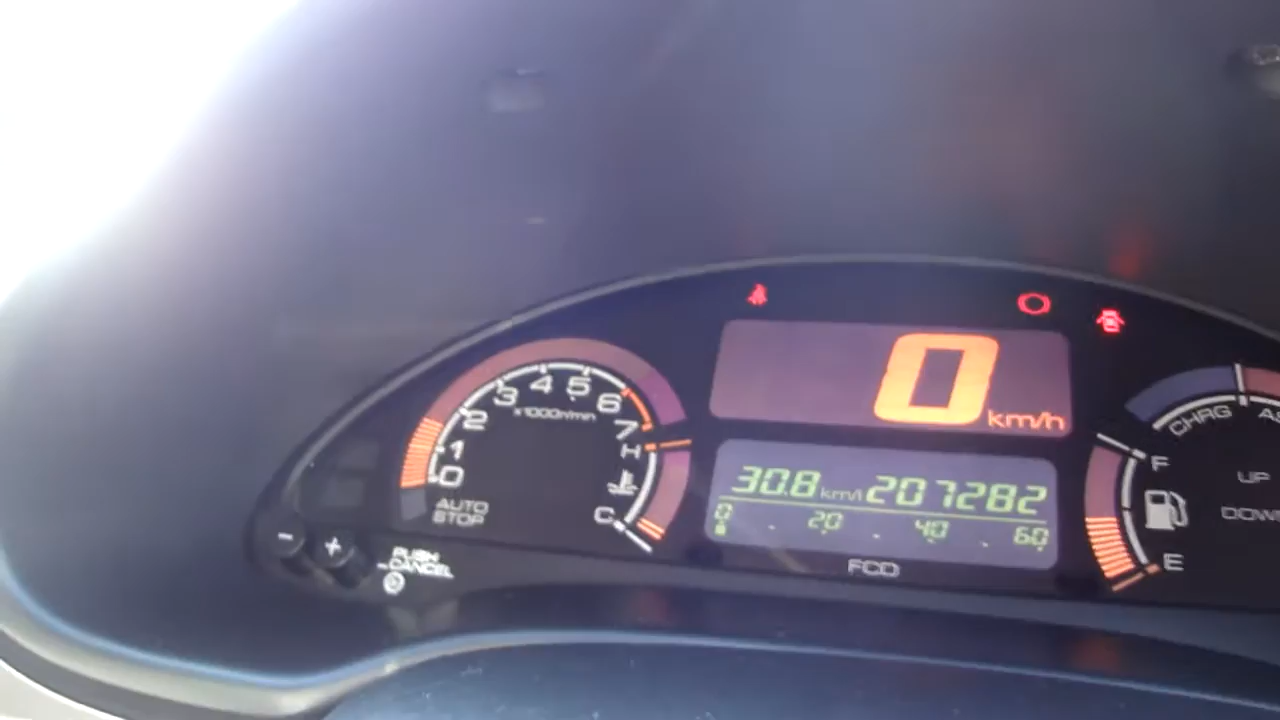 0 km/h
0 1 2 3 4 5 6 7
x1000r/min
H
C
AUTO
STOP
- +
PUSH
CANCEL
30.8 km/l 207282
0 20 40 60
FCD
CHRG
F
E
UP